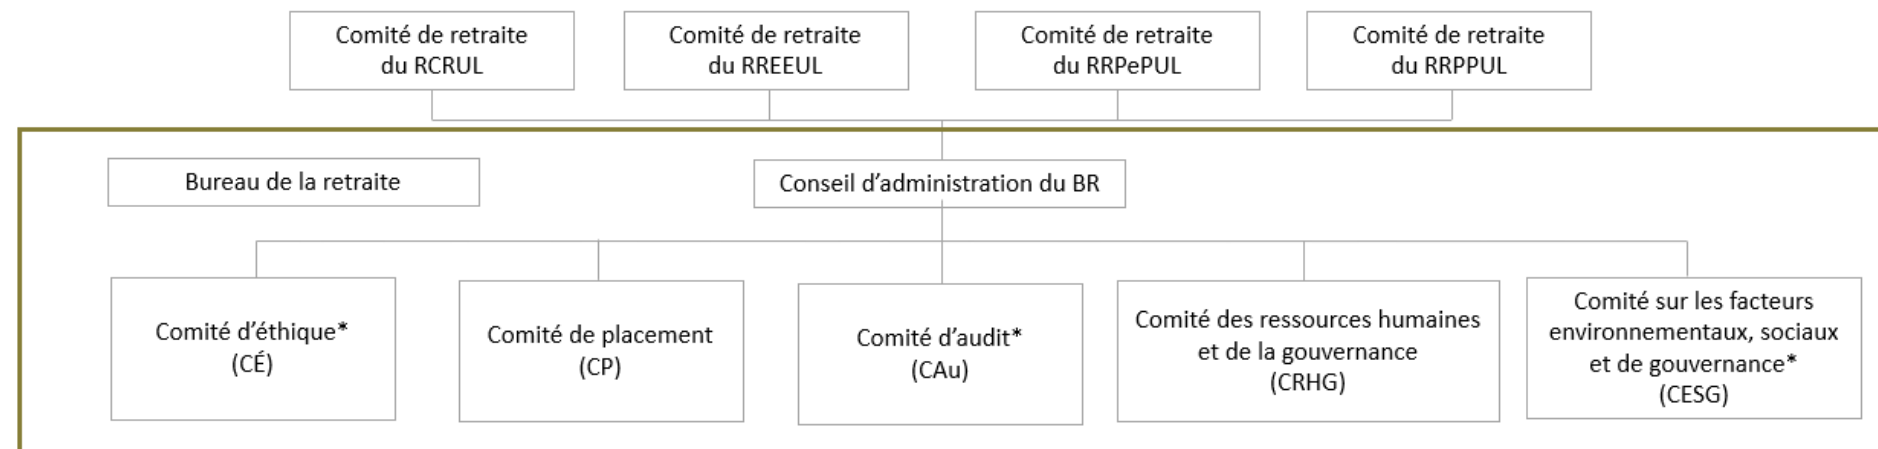 Comité de retraite
du RCRUL
Comité de retraite
du RREEUL
Comité de retraite
du RRPePUL
Comité de retraite
du RRPPUL
Bureau de la retraite
Conseil d’administration du BR
Comité d’éthique*
(CÉ)
Comité de placement
(CP)
Comité d’audit*
(CAu)
Comité des ressources humaines
et de la gouvernance
(CRHG)
Comité sur les facteurs
environnementaux, sociaux
et de gouvernance*
(CESG)